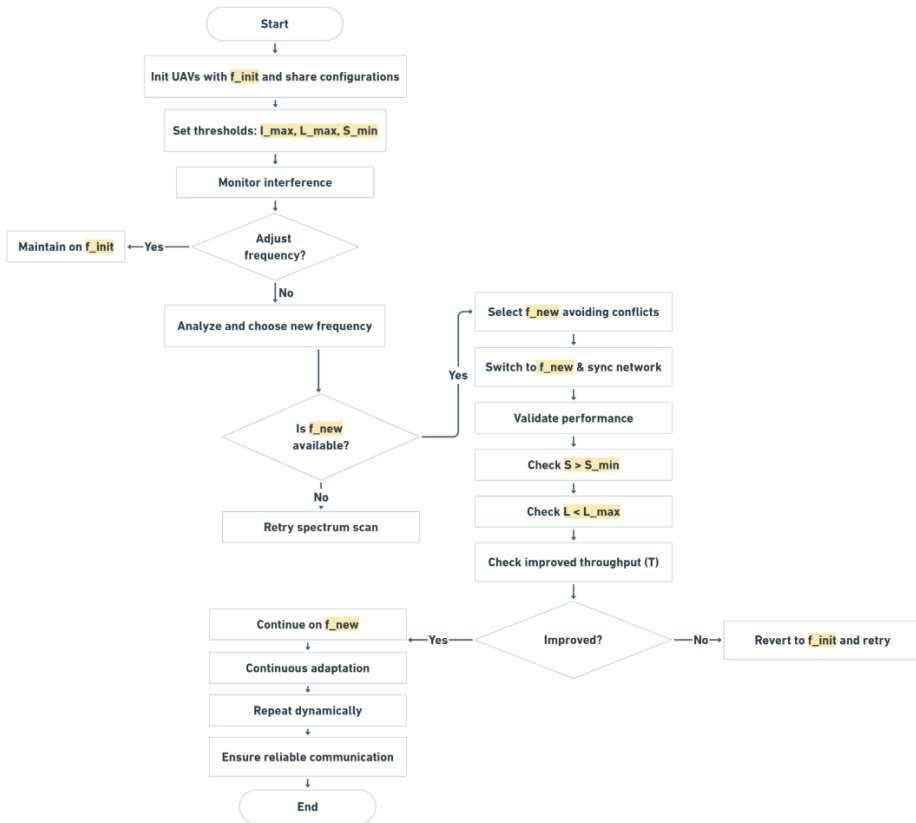 Start
Init UAVs with f_init and share configurations
Set thresholds: I_max, L_max, S_min
Monitor interference
Adjust
frequency?
Yes
Maintain on f_init
No
Analyze and choose new frequency
Is f_new
available?
No
Retry spectrum scan
Yes
Select f_new avoiding conflicts
Switch to f_new & sync network
Validate performance
Check S > S_min
Check L < L_max
Check improved throughput (T)
Improved?
No
Revert to f_init and retry
Yes
Continue on f_new
Continuous adaptation
Repeat dynamically
Ensure reliable communication
End